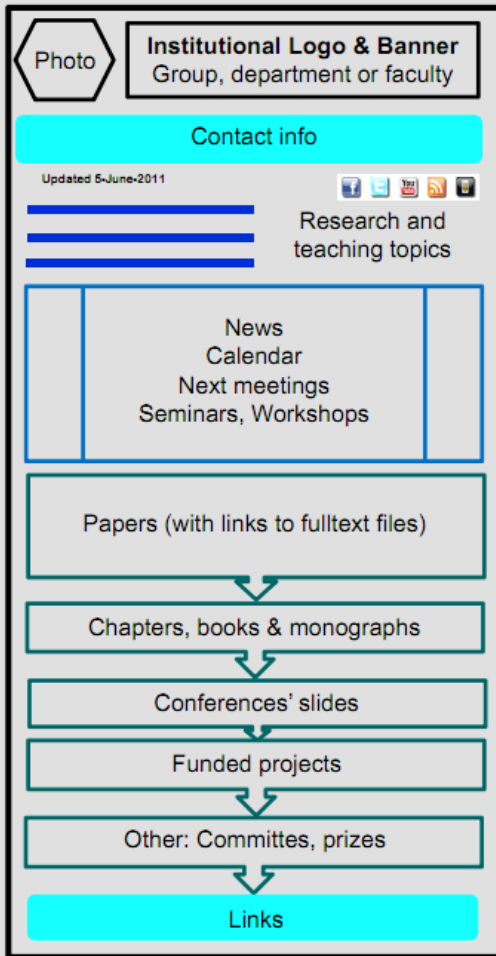 Photo
Institutional Logo & Banner
Group, department or faculty
Contact info
Updated 5-June-2011
You
Research and
teaching topics
News
Calendar
Next meetings
Seminars, Workshops
Papers (with links to fulltext files)
Chapters, books & monographs
Conferences’ slides
Funded projects
Other: Committes, prizes
Links